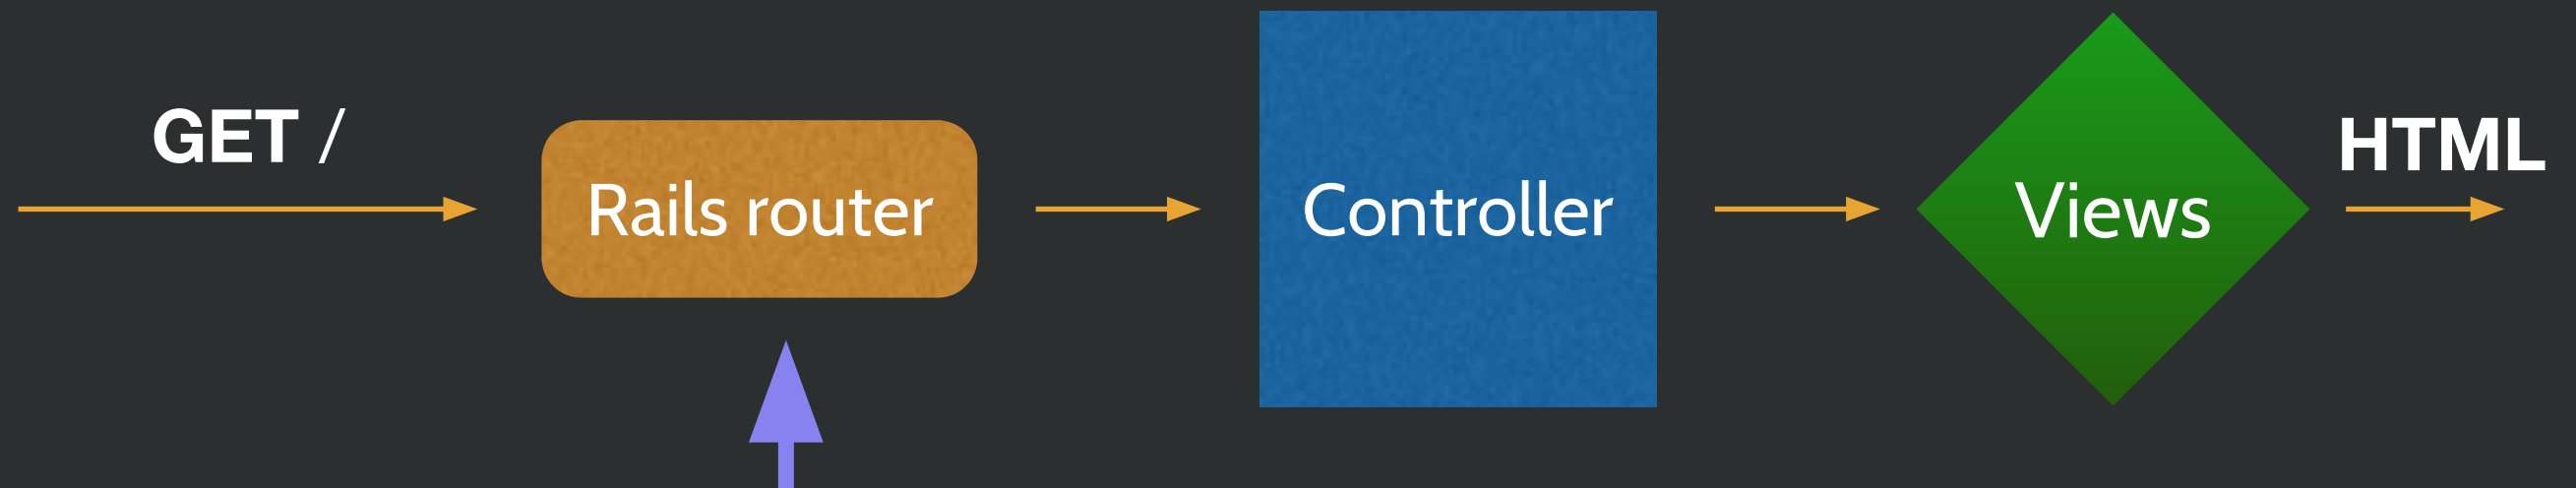 GET /
Rails router
Controller
Views
HTML